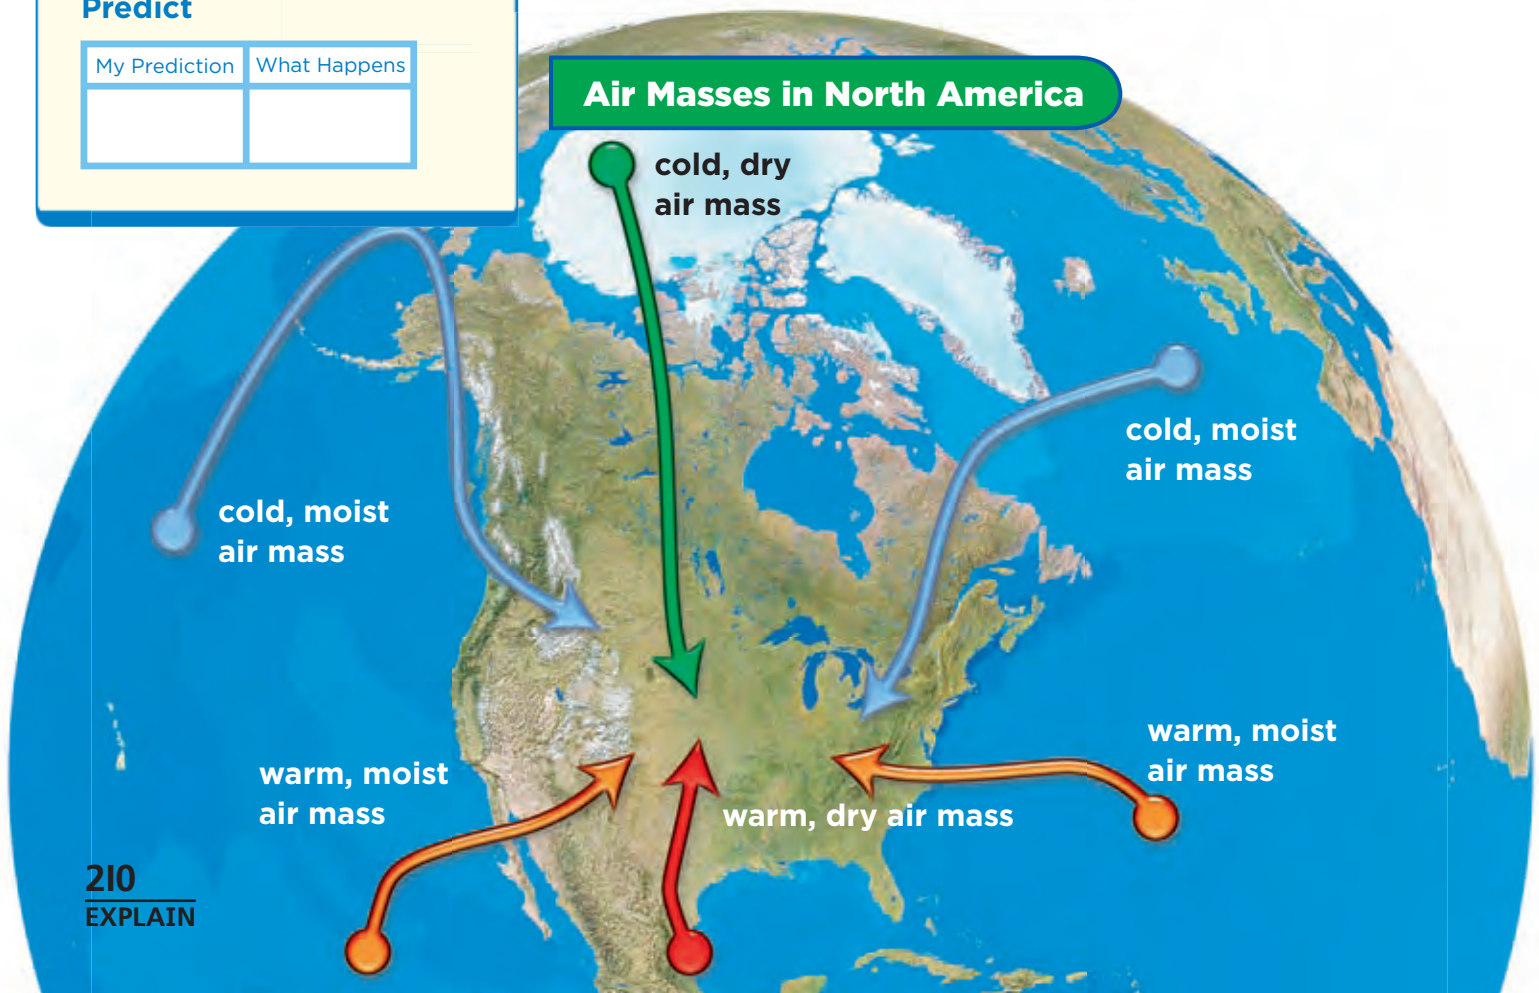 Predict
My Prediction
What Happens
Air Masses in North America
cold, dry
air mass
cold, moist
air mass
cold, moist
air mass
warm, moist
air mass
warm, moist
air mass
warm, dry air mass
210
EXPLAIN